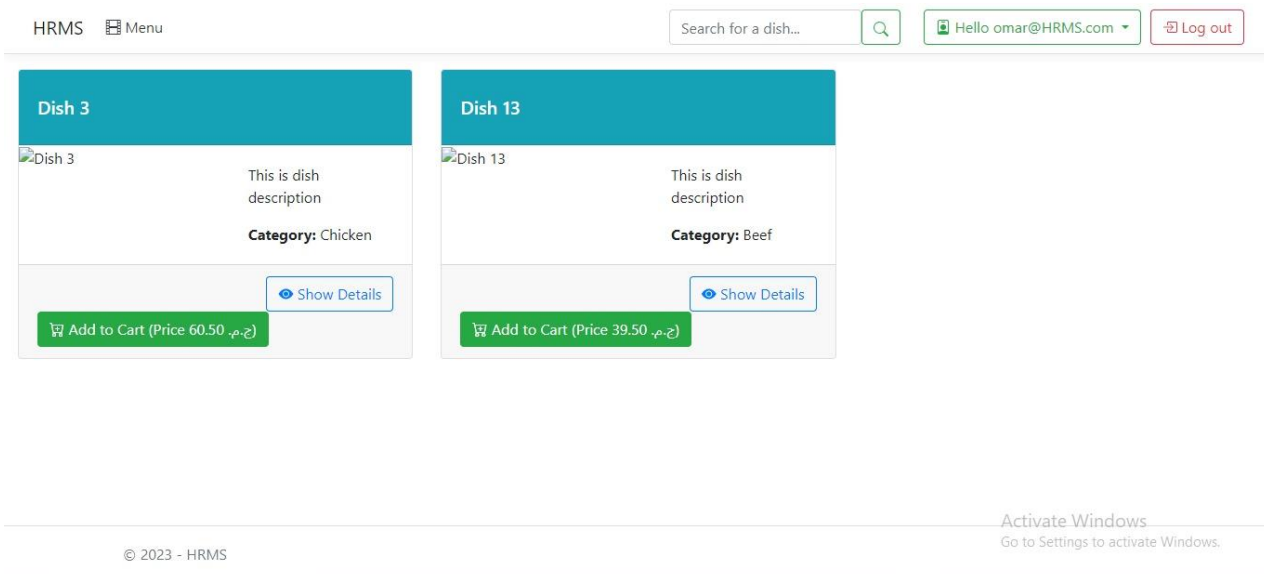 HRMS Menu Search for a dish... Hello omar@HRMS.com Log out
Dish 3
Dish 3
This is dish
description
Category: Chicken
Show Details
Add to Cart (Price 60.50 ج.م.)
Dish 13
Dish 13
This is dish
description
Category: Beef
Show Details
Add to Cart (Price 39.50 ج.م.)
Activate Windows
Go to Settings to activate Windows.
© 2023 - HRMS